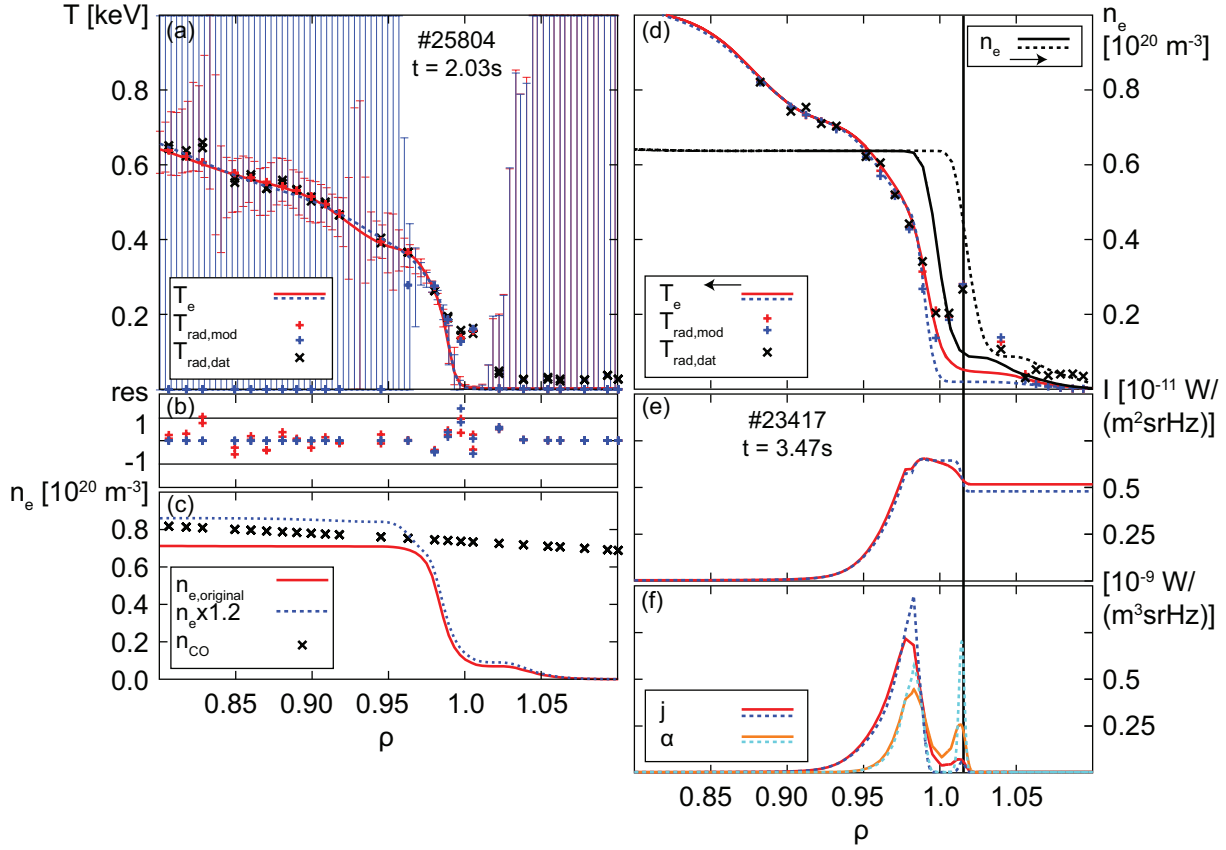 T [keV]
(a)
#25804
t = 2.03s
0.8
0.6
0.4
0.2
T_e
T_rad,mod
T_rad,dat
res
(b)
1
-1
n_e [10^20 m^-3]
(c)
0.8
0.6
0.4
0.2
0.0
n_e,original
n_e x1.2
n_CO
0.85
0.90
0.95
1.0
1.05
ρ
(d)
n_e
[10^20 m^-3]
n_e
0.8
0.6
0.4
0.2
0
T_e
T_rad,mod
T_rad,dat
I [10^-11 W/
(m^2srHz)]
(e)
#23417
t = 3.47s
0.5
0.25
[10^-9 W/
(m^3srHz)]
(f)
0.5
0.25
j
α
0.85
0.90
0.95
1.0
1.05
ρ